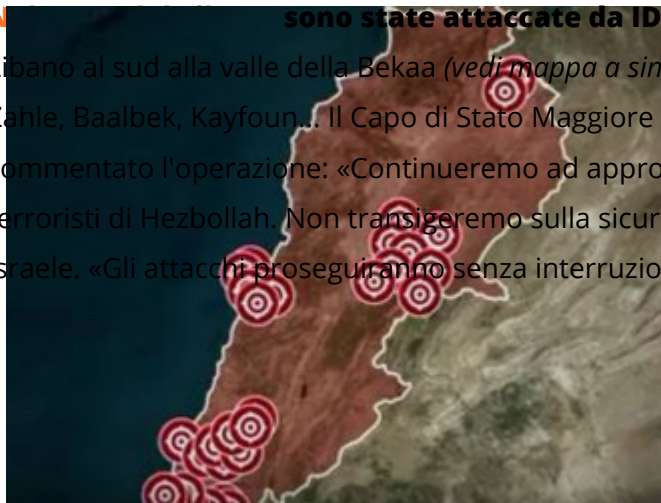 sono state attaccate da ID
ibano al sud alla valle della Bekaa (vedi mappa a sin
Zahle, Baalbek, Kayfoun... Il Capo di Stato Maggiore
ommentato l'operazione: «Continueremo ad appro
erroristi di Hezbollah. Non transigeremo sulla sicur
sraele. «Gli attacchi proseguiranno senza interruzio